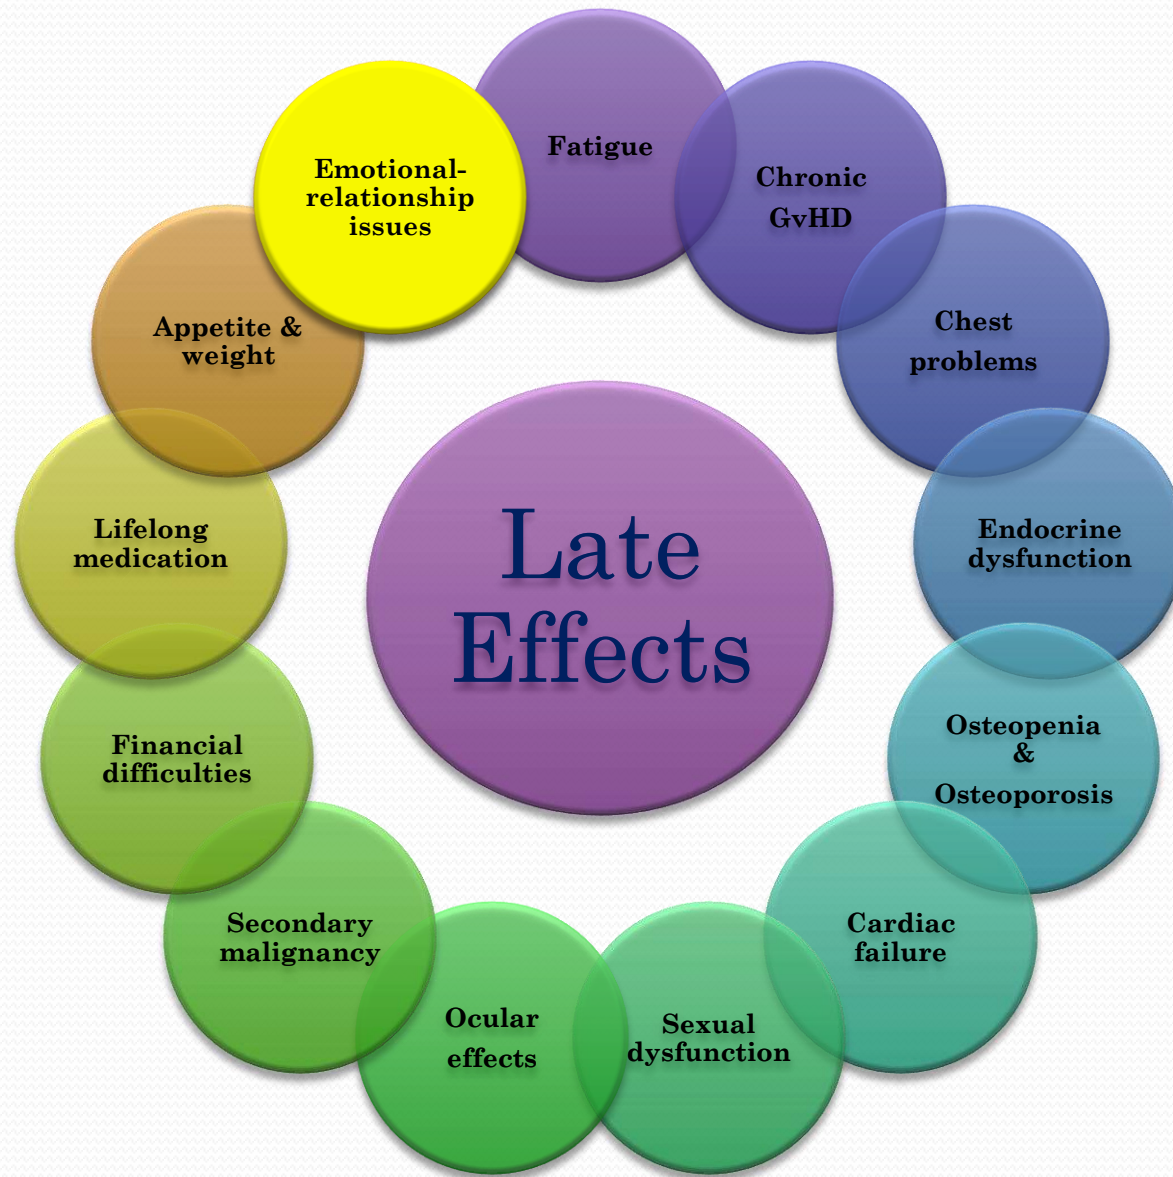 Fatigue
Chronic
GvHD
Chest
problems
Endocrine
dysfunction
Osteopenia
&
Osteoporosis
Cardiac
failure
Sexual
dysfunction
Ocular
effects
Secondary
malignancy
Financial
difficulties
Lifelong
medication
Appetite &
weight
Emotional-
relationship
issues
Late
Effects